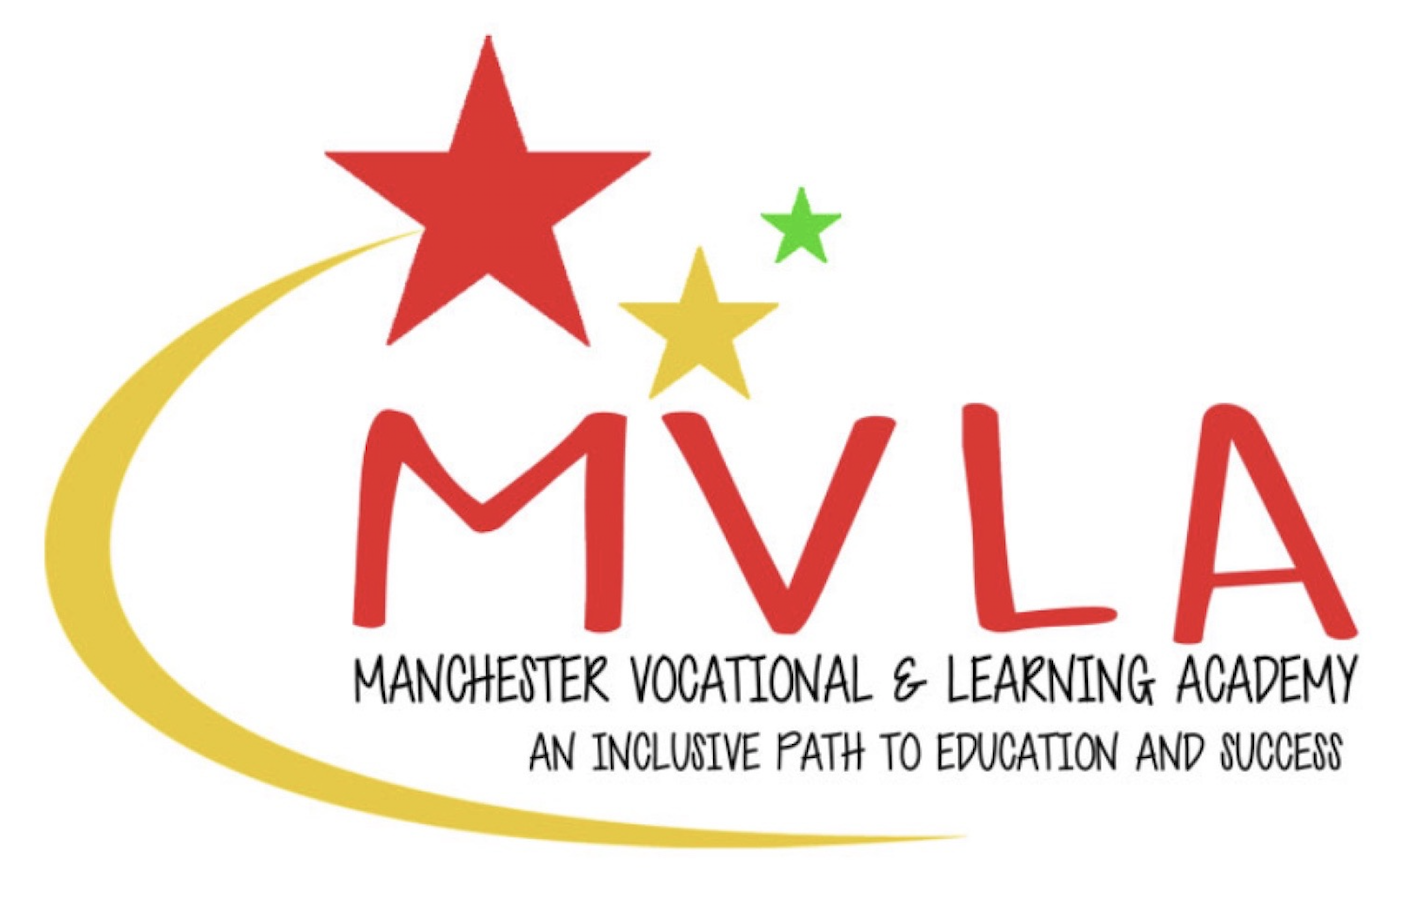 MVLA
MANCHESTER VOCATIONAL & LEARNING ACADEMY
AN INCLUSIVE PATH TO EDUCATION AND SUCCESS